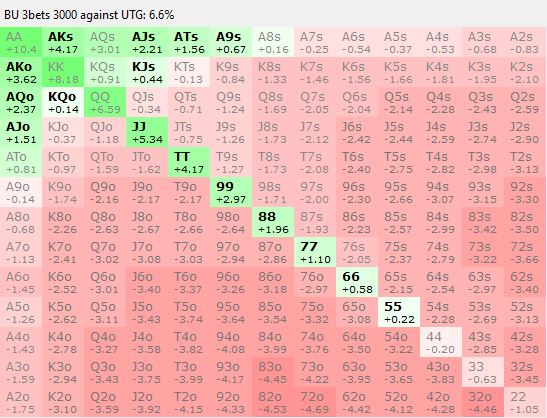 BU 3bets 3000 against UTG: 6.6%
AA AKs AQs AJs ATs A9s A8s A7s A6s A5s A4s A3s A2s
+10.4 +4.17 +3.01 +2.21 +1.56 +0.67 +0.16 -0.25 -0.54 -0.37 -0.53 -0.68 -0.83
AKo KK KQs KJs KTs K9s K8s K7s K6s K5s K4s K3s K2s
+3.62 +8.18 +0.91 +0.44 -0.13 -0.84 -1.33 -1.46 -1.56 -1.66 -1.81 -1.95 -2.10
AQo KQo QQ QJs QTs Q9s Q8s Q7s Q6s Q5s Q4s Q3s Q2s
+2.37 +0.14 +6.59 -0.34 -0.71 -1.24 -1.69 -2.05 -2.04 -2.14 -2.28 -2.43 -2.59
AJo KJo QJo JJ JTs J9s J8s J7s J6s J5s J4s J3s J2s
+1.51 -0.37 -1.18 +5.34 -0.75 -1.26 -1.73 -2.12 -2.42 -2.44 -2.59 -2.74 -2.90
ATo KTo QTo JTo TT T9s T8s T7s T6s T5s T4s T3s T2s
+0.81 -0.97 -1.59 -1.62 +4.17 -1.27 -1.73 -2.08 -2.40 -2.75 -2.82 -2.98 -3.13
A9o K9o Q9o J9o T9o 99 98s 97s 96s 95s 94s 93s 92s
-0.14 -1.74 -2.16 -2.17 -2.17 +2.97 -1.71 -2.00 -2.30 -2.66 -3.07 -3.15 -3.30
A8o K8o Q8o J8o T8o 98o 88 87s 86s 85s 84s 83s 82s
-0.68 -2.26 -2.63 -2.67 -2.66 -2.64 +1.96 -1.93 -2.23 -2.57 -2.99 -3.42 -3.50
A7o K7o Q7o J7o T7o 97o 87o 77 76s 75s 74s 73s 72s
-1.13 -2.41 -3.02 -3.08 -3.03 -2.94 -2.86 +1.10 -2.05 -2.37 -2.79 -3.22 -3.66
A6o K6o Q6o J6o T6o 96o 86o 76o 66 65s 64s 63s 62s
-1.45 -2.52 -3.01 -3.40 -3.37 -3.26 -3.18 -2.97 +0.58 -2.15 -2.54 -2.97 -3.40
A5o K5o Q5o J5o T5o 95o 85o 75o 65o 55 54s 53s 52s
-1.26 -2.62 -3.11 -3.43 -3.74 -3.64 -3.54 -3.32 -3.08 +0.22 -2.28 -2.69 -3.13
A4o K4o Q4o J4o T4o 94o 84o 74o 64o 54o 44 43s 42s
-1.43 -2.78 -3.27 -3.58 -3.82 -4.08 -3.99 -3.76 -3.50 -3.22 -0.20 -2.85 -3.28
A3o K3o Q3o J3o T3o 93o 83o 73o 63o 53o 43o 33 32s
-1.59 -2.94 -3.43 -3.75 -3.99 -4.17 -4.45 -4.22 -3.95 -3.65 -3.83 -0.63 -3.45
A2o K2o Q2o J2o T2o 92o 82o 72o 62o 52o 42o 32o 22
-1.75 -3.10 -3.59 -3.92 -4.15 -4.33 -4.53 -4.69 -4.42 -4.12 -4.28 -4.46 -1.05